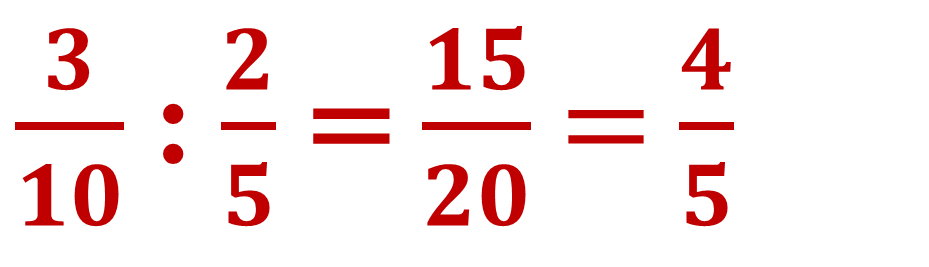 3/10 : 2/5 = 15/20 = 4/5